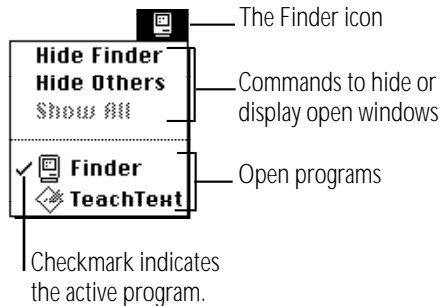 The Finder icon
Hide Finder
Hide Others
Show All
Commands to hide or
display open windows
Finder
TeachText
Open programs
Checkmark indicates
the active program.